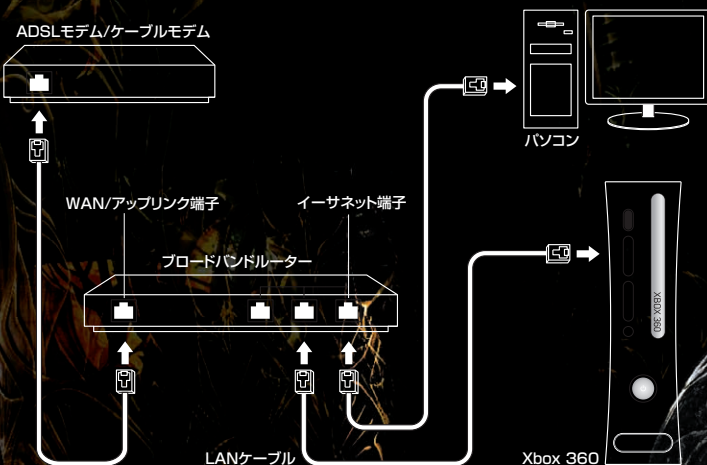 ADSLモデム/ケーブルモデム
パソコン
WAN/アップリンク端子
イーサネット端子
ブロードバンドルーター
XBOX 360
LANケーブル
Xbox 360